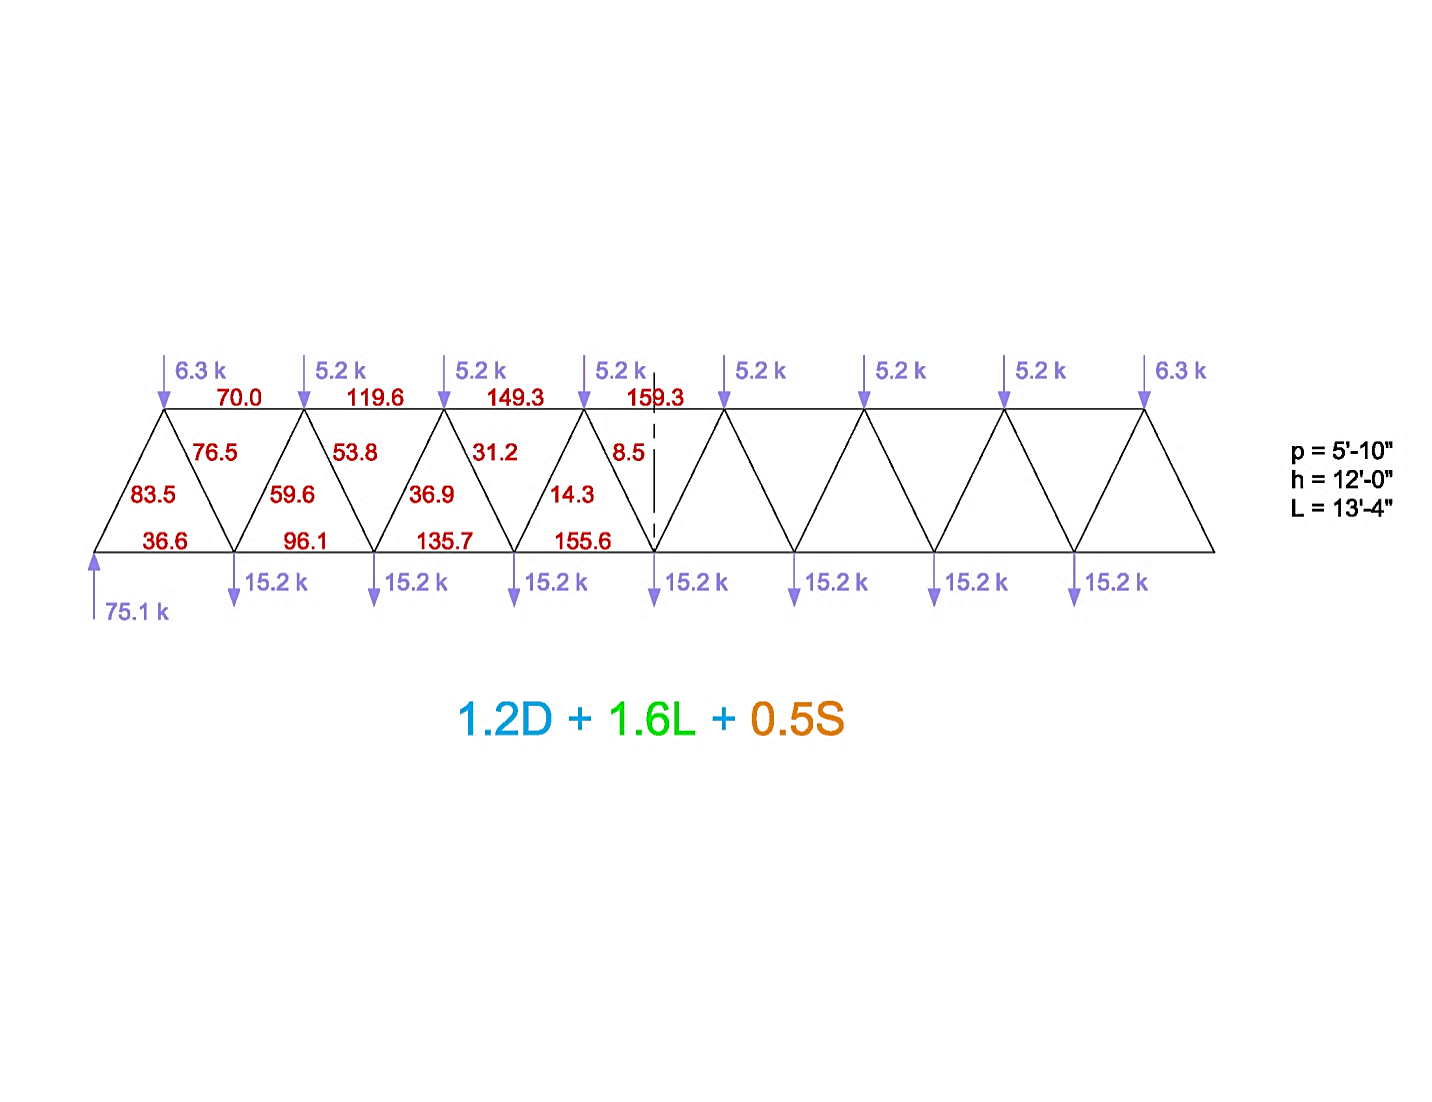 6.3 k 5.2 k 5.2 k 5.2 k 5.2 k 5.2 k 5.2 k 6.3 k
70.0 119.6 149.3 159.3
76.5 53.8 31.2 8.5
p = 5'-10"
h = 12'-0"
L = 13'-4"
83.5 59.6 36.9 14.3
36.6 96.1 135.7 155.6
15.2 k 15.2 k 15.2 k 15.2 k 15.2 k 15.2 k 15.2 k
75.1 k
1.2D + 1.6L + 0.5S